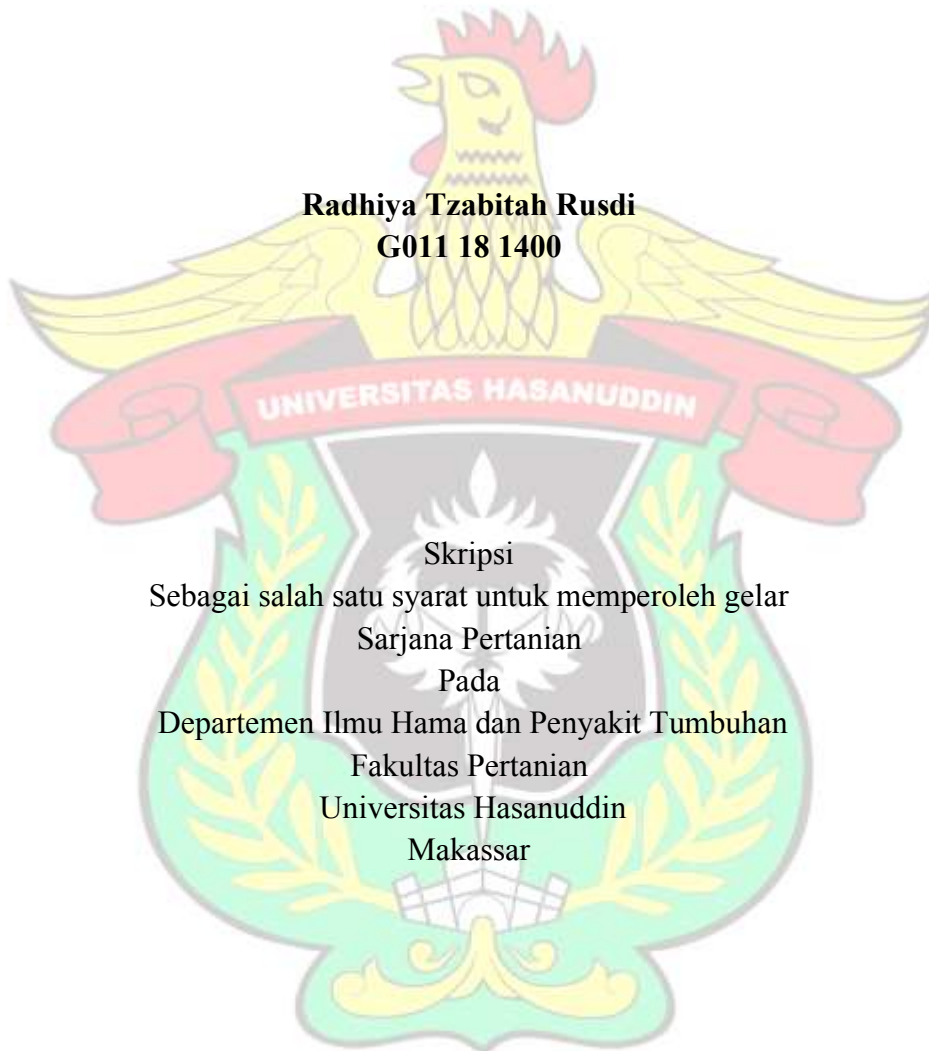 Radhiya Tzabitah Rusdi
G011 18 1400
UNIVERSITAS HASANUDDIN
Skripsi
Sebagai salah satu syarat untuk memperoleh gelar
Sarjana Pertanian
Pada
Departemen Ilmu Hama dan Penyakit Tumbuhan
Fakultas Pertanian
Universitas Hasanuddin
Makassar